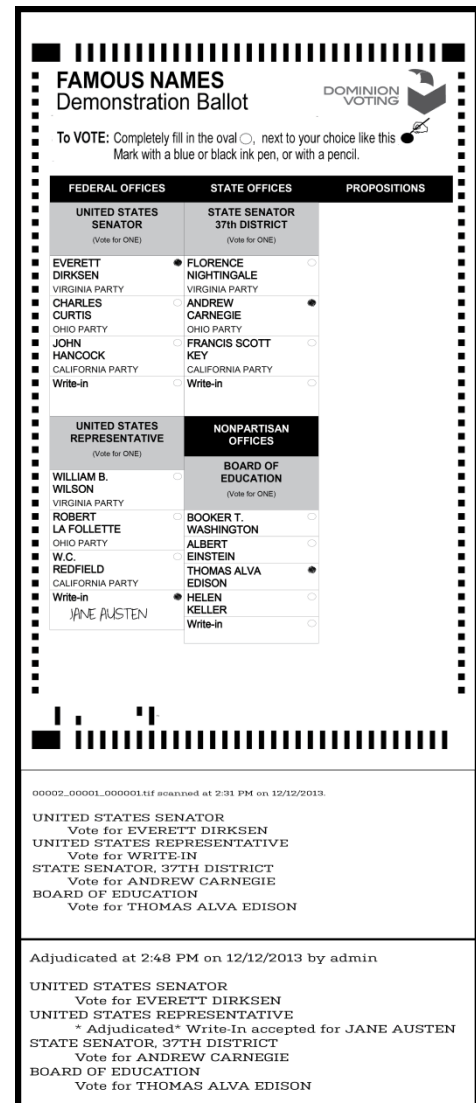 FAMOUS NAMES
Demonstration Ballot
DOMINION
VOTING
To VOTE: Completely fill in the oval , next to your choice like this
Mark with a blue or black ink pen, or with a pencil.
FEDERAL OFFICES
UNITED STATES
SENATOR
(Vote for ONE)
EVERETT
DIRKSEN
VIRGINIA PARTY
CHARLES
CURTIS
OHIO PARTY
JOHN
HANCOCK
CALIFORNIA PARTY
Write-in
UNITED STATES
REPRESENTATIVE
(Vote for ONE)
WILLIAM B.
WILSON
VIRGINIA PARTY
ROBERT
LA FOLLETTE
OHIO PARTY
W.C.
REDFIELD
CALIFORNIA PARTY
Write-in
JANE AUSTEN
STATE OFFICES
STATE SENATOR
37th DISTRICT
(Vote for ONE)
FLORENCE
NIGHTINGALE
VIRGINIA PARTY
ANDREW
CARNEGIE
OHIO PARTY
FRANCIS SCOTT
KEY
CALIFORNIA PARTY
Write-in
NONPARTISAN
OFFICES
BOARD OF
EDUCATION
(Vote for ONE)
BOOKER T.
WASHINGTON
ALBERT
EINSTEIN
THOMAS ALVA
EDISON
HELEN
KELLER
Write-in
PROPOSITIONS
00002_00001_000001.tif scanned at 2:31 PM on 12/12/2013.
UNITED STATES SENATOR
Vote for EVERETT DIRKSEN
UNITED STATES REPRESENTATIVE
Vote for WRITE-IN
STATE SENATOR, 37TH DISTRICT
Vote for ANDREW CARNEGIE
BOARD OF EDUCATION
Vote for THOMAS ALVA EDISON
Adjudicated at 2:48 PM on 12/12/2013 by admin
UNITED STATES SENATOR
Vote for EVERETT DIRKSEN
UNITED STATES REPRESENTATIVE
* Adjudicated* Write-In accepted for JANE AUSTEN
STATE SENATOR, 37TH DISTRICT
Vote for ANDREW CARNEGIE
BOARD OF EDUCATION
Vote for THOMAS ALVA EDISON